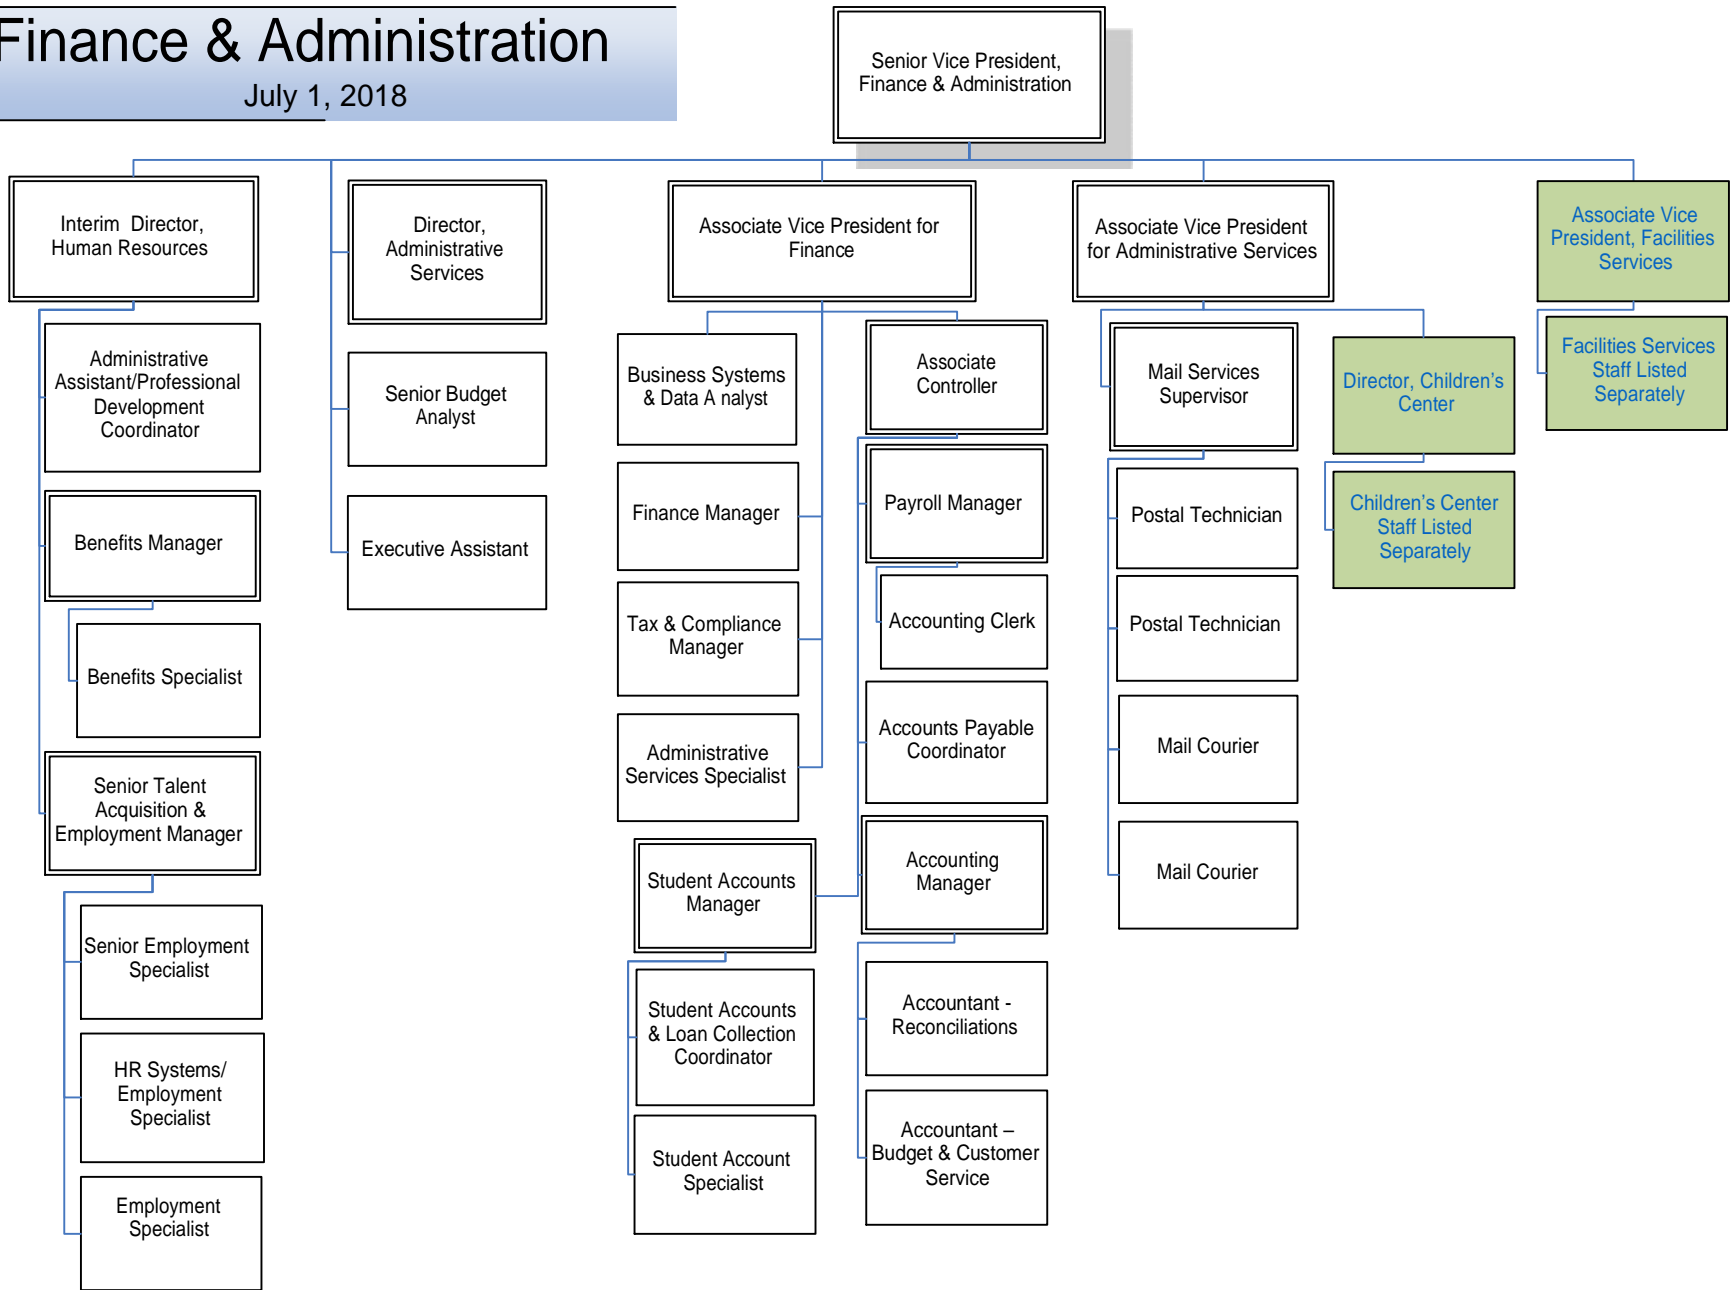 Finance & Administration
July 1, 2018
Senior Vice President,
Finance & Administration
Interim Director,
Human Resources
Administrative
Assistant/Professional
Development
Coordinator
Benefits Manager
Benefits Specialist
Senior Talent
Acquisition &
Employment Manager
Senior Employment
Specialist
HR Systems/
Employment
Specialist
Employment
Specialist
Director,
Administrative
Services
Senior Budget
Analyst
Executive Assistant
Associate Vice President for
Finance
Business Systems
& Data A nalyst
Finance Manager
Tax & Compliance
Manager
Administrative
Services Specialist
Associate
Controller
Payroll Manager
Accounting Clerk
Accounts Payable
Coordinator
Accounting
Manager
Accountant -
Reconciliations
Accountant –
Budget & Customer
Service
Student Accounts
Manager
Student Accounts
& Loan Collection
Coordinator
Student Account
Specialist
Associate Vice President
for Administrative Services
Mail Services
Supervisor
Postal Technician
Postal Technician
Mail Courier
Mail Courier
Director, Children’s
Center
Children’s Center
Staff Listed
Separately
Associate Vice
President, Facilities
Services
Facilities Services
Staff Listed
Separately